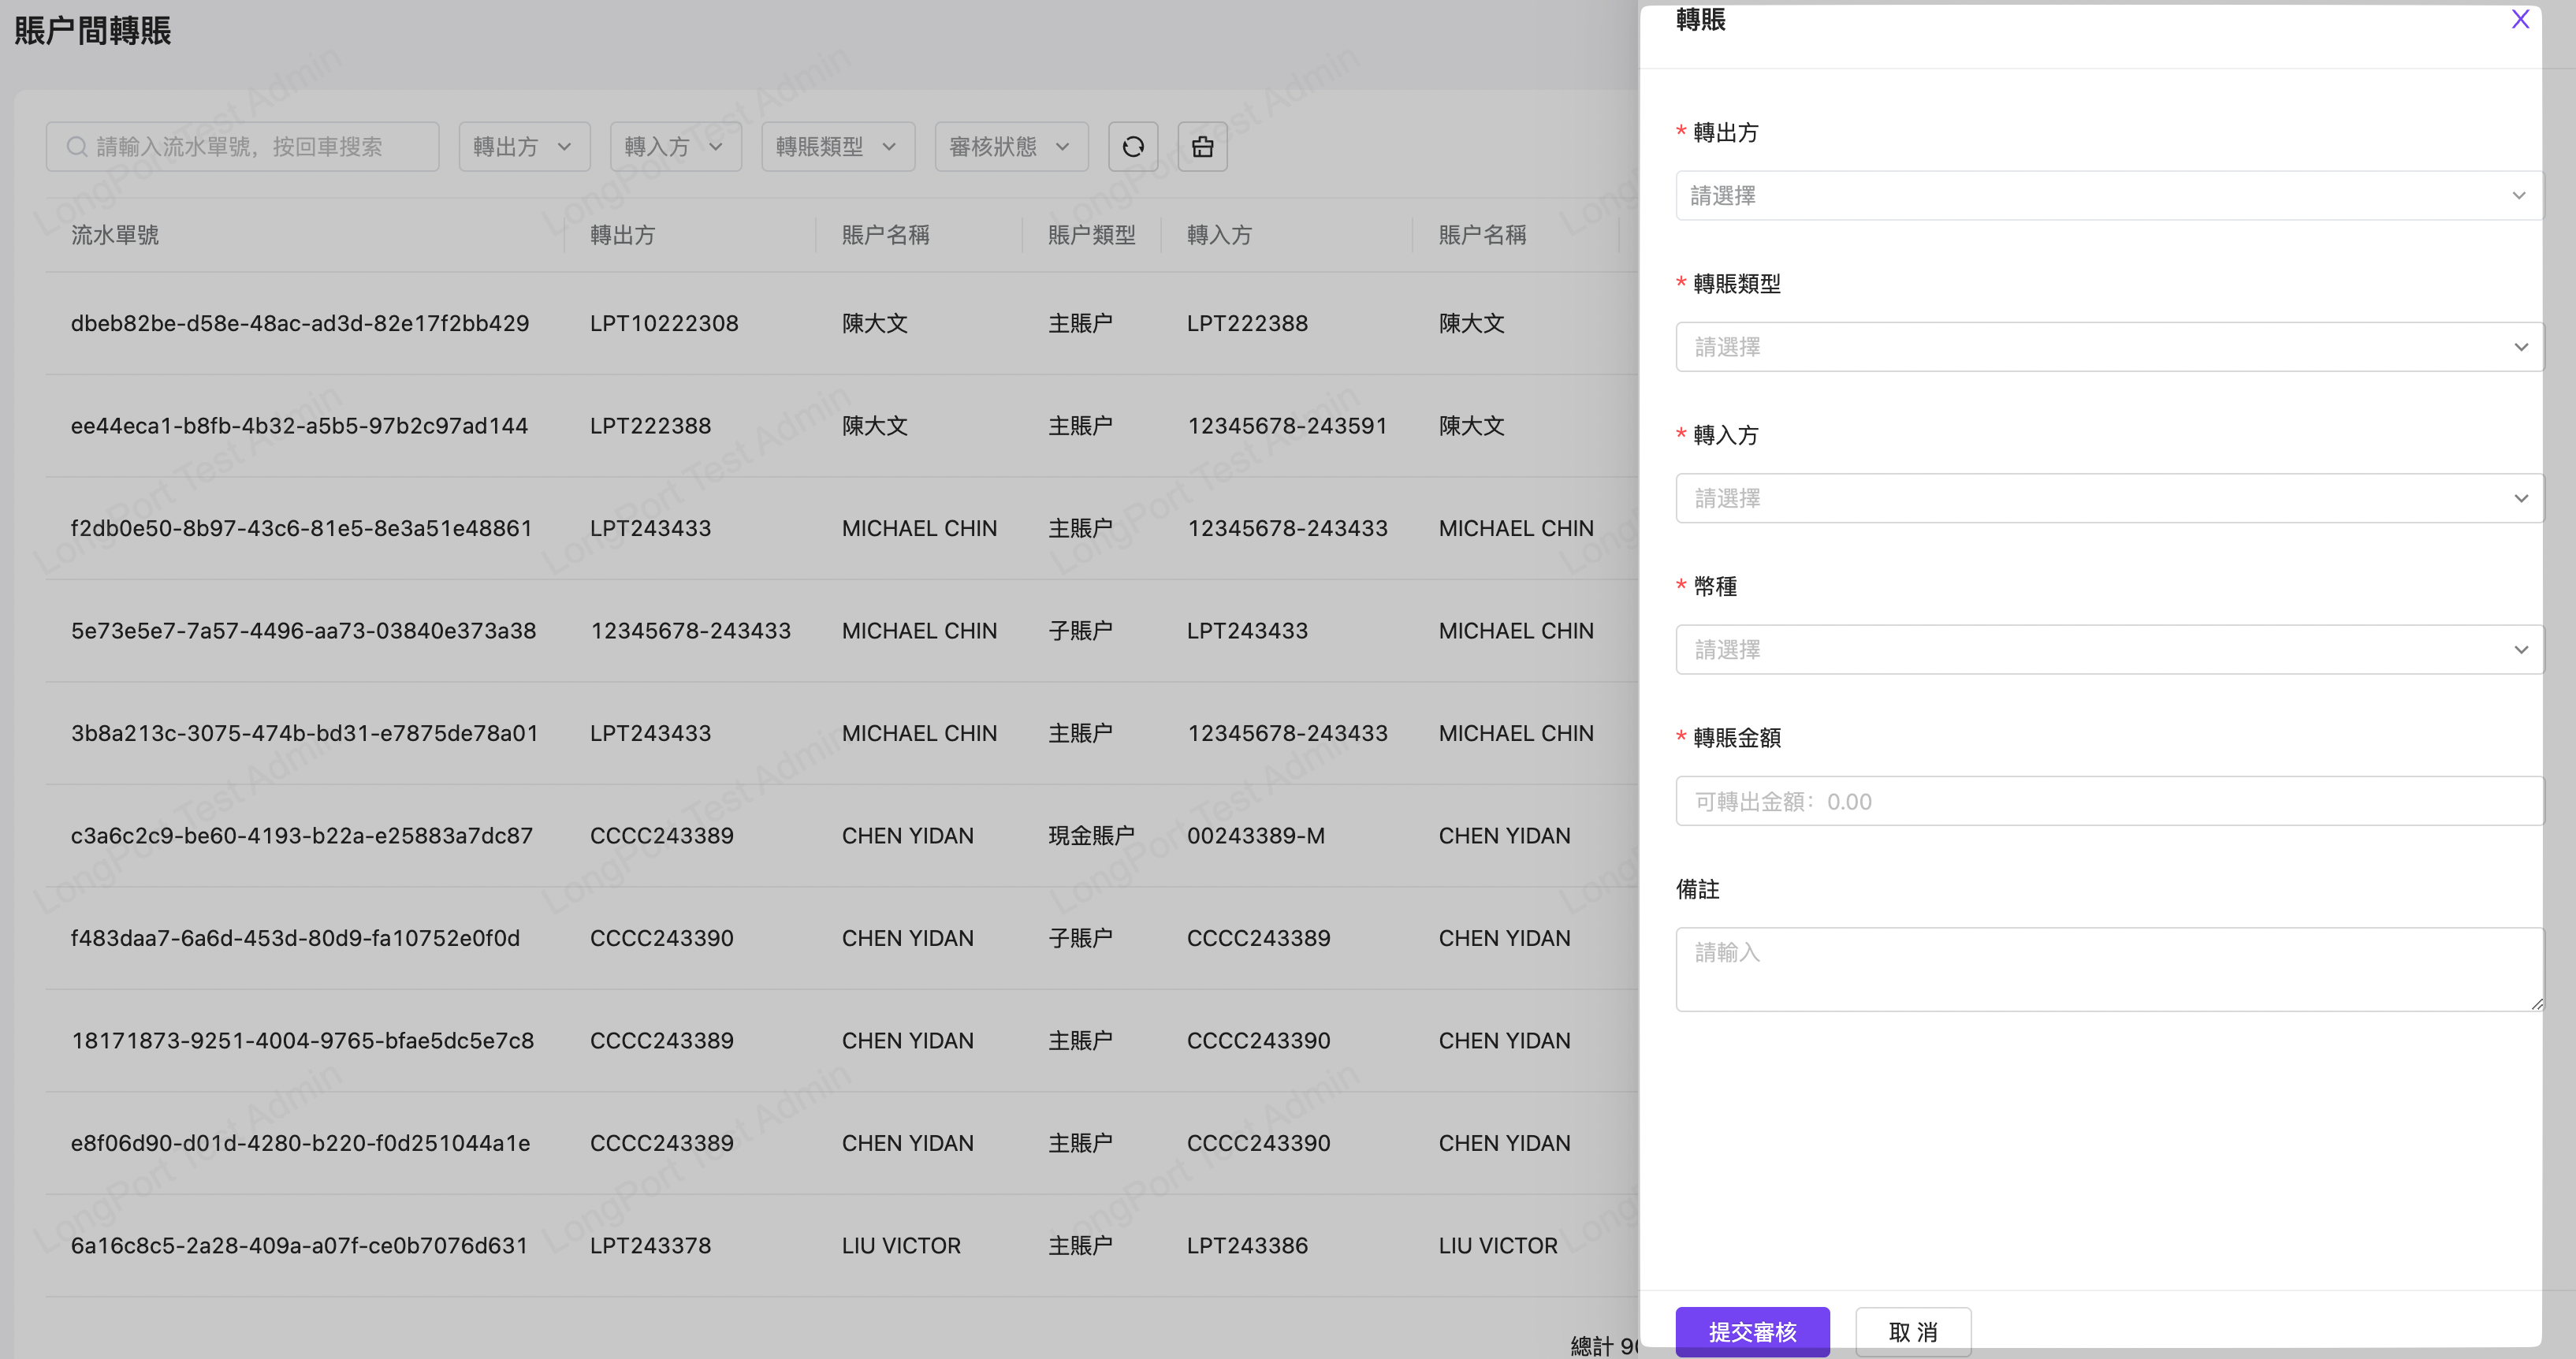 賬户間轉賬
請輸入流水單號，按回車搜索 轉出方 轉入方 轉賬類型 審核狀態
流水單號 轉出方 賬户名稱 賬户類型 轉入方 賬户名稱
dbeb82be-d58e-48ac-ad3d-82e17f2bb429 LPT10222308 陳大文 主賬户 LPT222388 陳大文
ee44eca1-b8fb-4b32-a5b5-97b2c97ad144 LPT222388 陳大文 主賬户 12345678-243591 陳大文
f2db0e50-8b97-43c6-81e5-8e3a51e48861 LPT243433 MICHAEL CHIN 主賬户 12345678-243433 MICHAEL CHIN
5e73e5e7-7a57-4496-aa73-03840e373a38 12345678-243433 MICHAEL CHIN 子賬户 LPT243433 MICHAEL CHIN
3b8a213c-3075-474b-bd31-e7875de78a01 LPT243433 MICHAEL CHIN 主賬户 12345678-243433 MICHAEL CHIN
c3a6c2c9-be60-4193-b22a-e25883a7dc87 CCCC243389 CHEN YIDAN 現金賬户 00243389-M CHEN YIDAN
f483daa7-6a6d-453d-80d9-fa10752e0f0d CCCC243390 CHEN YIDAN 子賬户 CCCC243389 CHEN YIDAN
18171873-9251-4004-9765-bfae5dc5e7c8 CCCC243389 CHEN YIDAN 主賬户 CCCC243390 CHEN YIDAN
e8f06d90-d01d-4280-b220-f0d251044a1e CCCC243389 CHEN YIDAN 主賬户 CCCC243390 CHEN YIDAN
6a16c8c5-2a28-409a-a07f-ce0b7076d631 LPT243378 LIU VICTOR 主賬户 LPT243386 LIU VICTOR
總計
LongPort Test Admin
轉賬
* 轉出方
請選擇
* 轉賬類型
請選擇
* 轉入方
請選擇
* 幣種
請選擇
* 轉賬金額
可轉出金額：0.00
備註
請輸入
提交審核 取 消